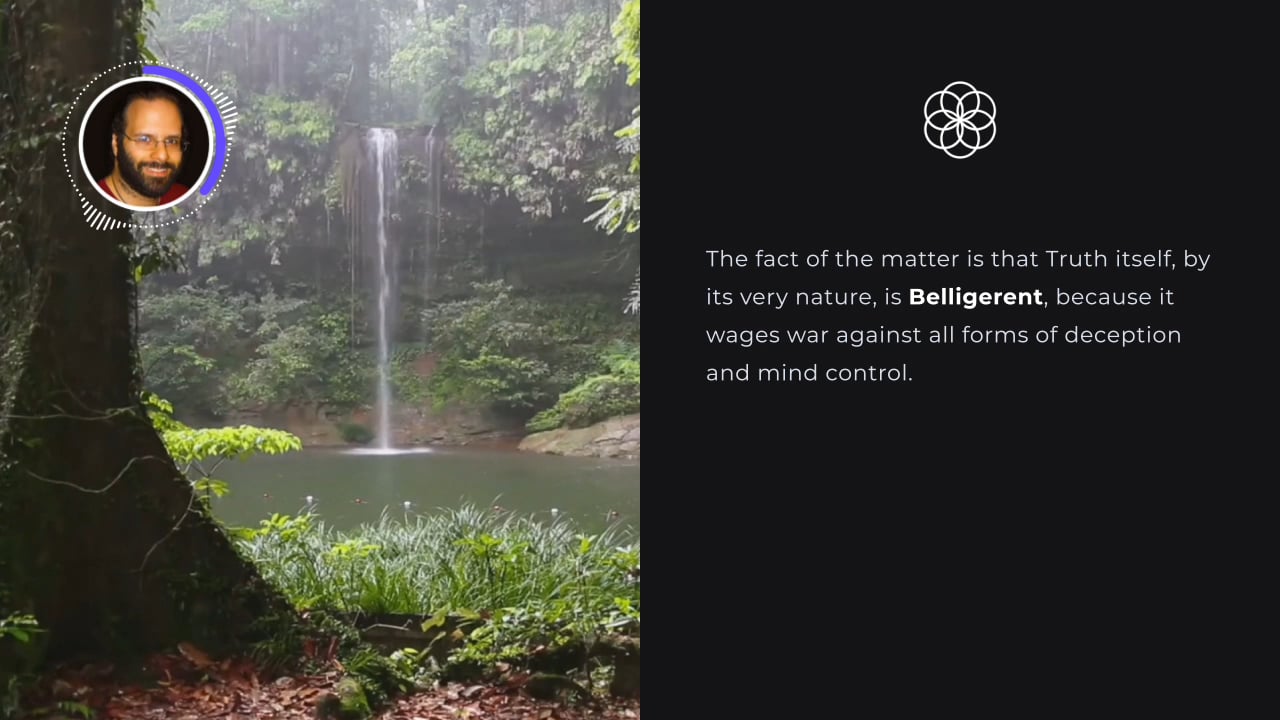 The fact of the matter is that Truth itself, by
its very nature, is Belligerent, because it
wages war against all forms of deception
and mind control.